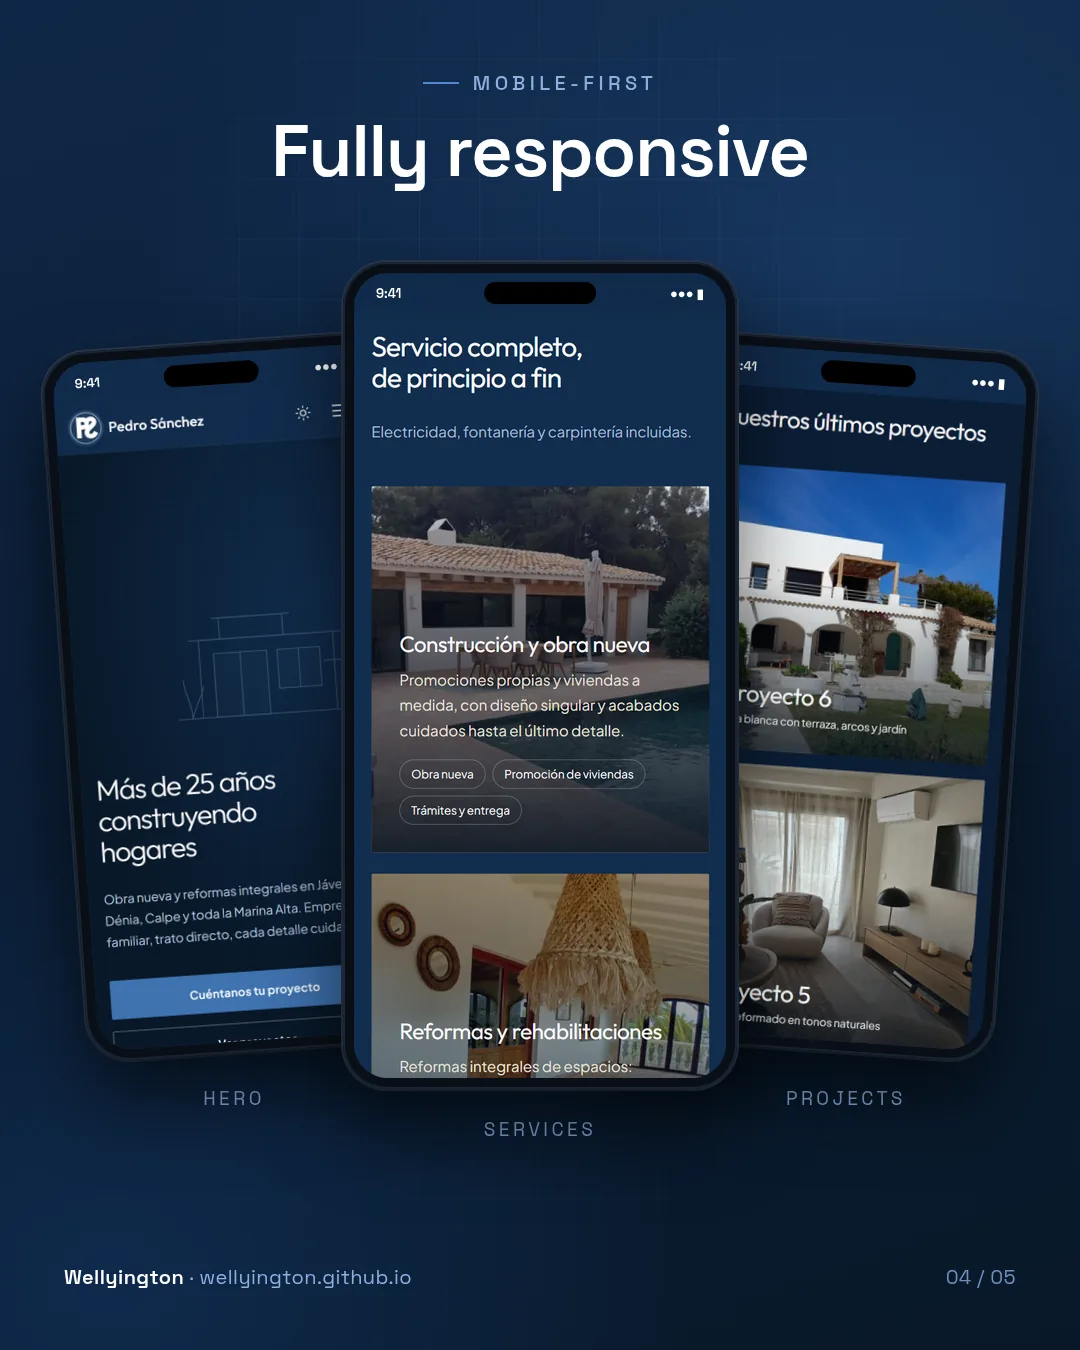 MOBILE-FIRST
Fully responsive
9:41
Pedro Sánchez
Más de 25 años
construyendo
hogares
Obra nueva y reformas integrales en
Dénia, Calpe y toda la Marina Alta.
familiar, trato directo, cada detalle
Cuéntanos tu proyecto
HERO
9:41
Servicio completo,
de principio a fin
Electricidad, fontanería y carpintería incluidas.
Construcción y obra nueva
Promociones propias y viviendas a
medida, con diseño singular y acabados
cuidados hasta el último detalle.
Obra nueva
Promoción de viviendas
Trámites y entrega
Reformas y rehabilitaciones
Reformas integrales de espacios:
SERVICES
:41
uestros últimos proyectos
royecto 6
blanca con terraza, arcos y jardín
yecto 5
eformado en tonos naturales
PROJECTS
Wellyington · wellyington.github.io
04 / 05